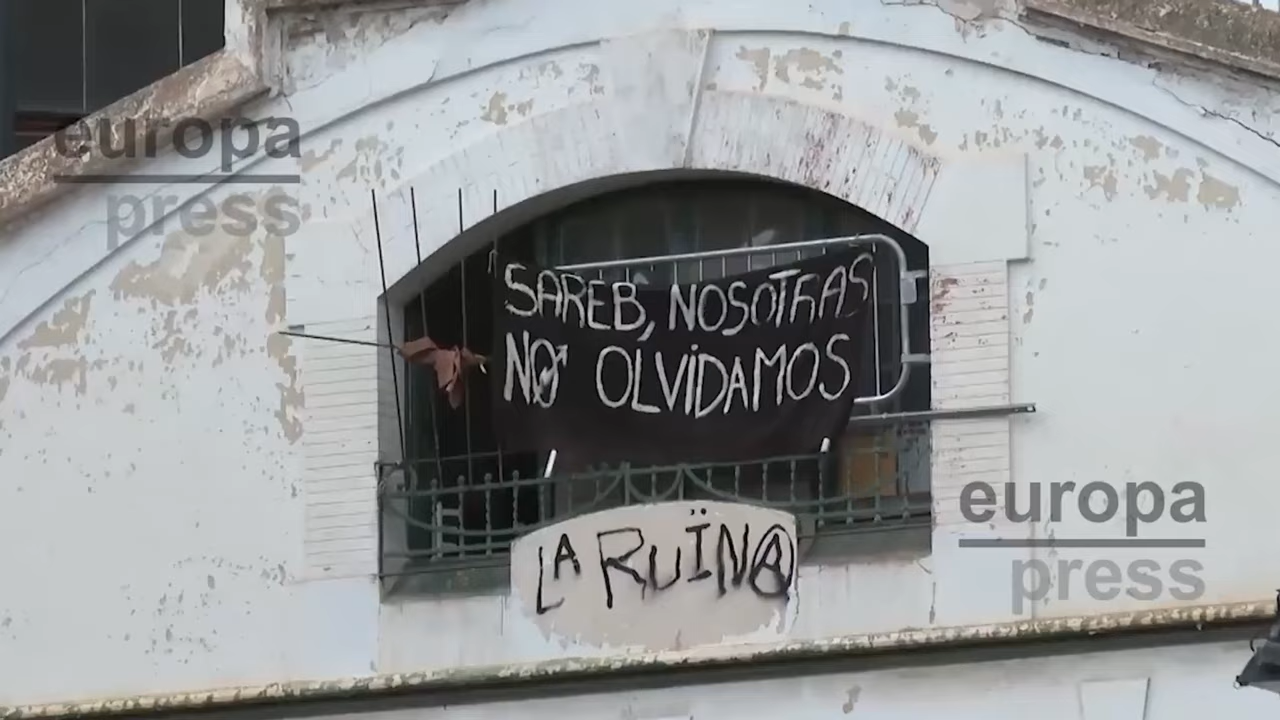 europa
press
SAREB, NOSOTRAS
NO OLVIDAMOS
LA RUÏNA
europa
press